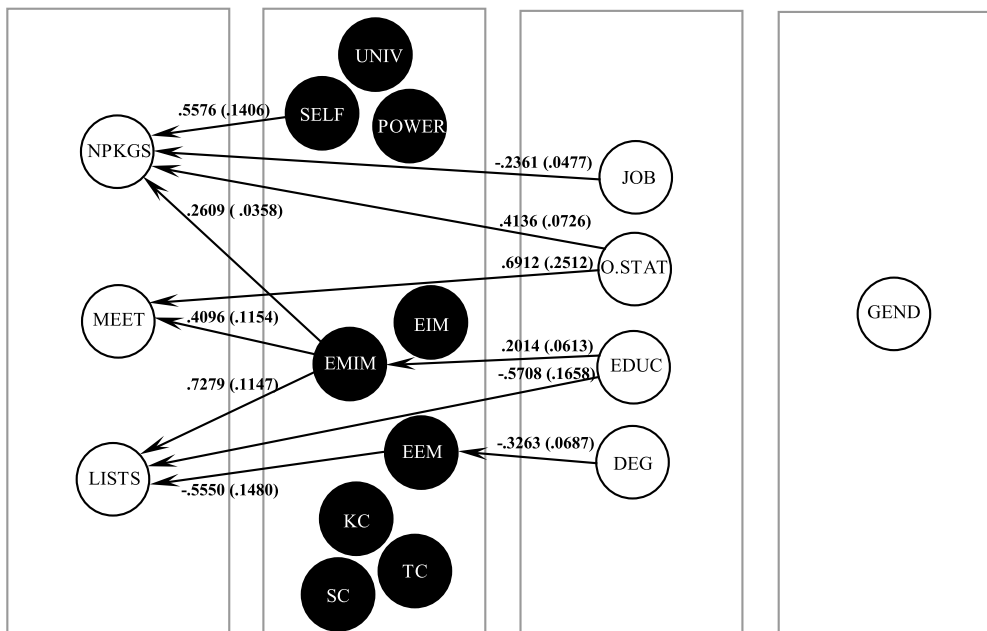 UNIV
.5576 (.1406)
SELF
POWER
NPKGS
-.2361 (.0477)
JOB
.2609 ( .0358)
.4136 (.0726)
.6912 (.2512)
O.STAT
MEET
.4096 (.1154)
EIM
GEND
EMIM
.2014 (.0613)
EDUC
.7279 (.1147)
-.5708 (.1658)
-.3263 (.0687)
EEM
DEG
LISTS
-.5550 (.1480)
KC
TC
SC